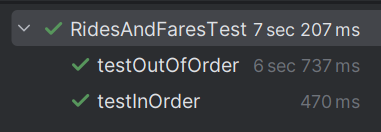 RidesAndFaresTest 7 sec 207 ms
testOutOfOrder 6 sec 737 ms
testInOrder 470 ms